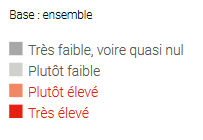 Base : ensemble
Très faible, voire quasi nul
Plutôt faible
Plutôt élevé
Très élevé